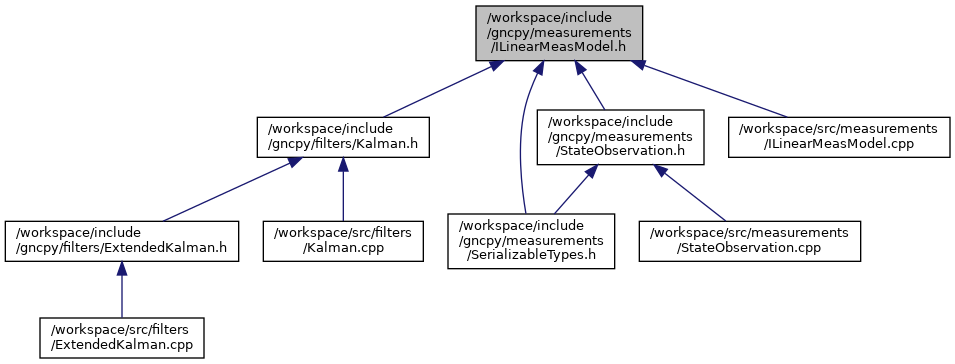 /workspace/include
/gncpy/measurements
/ILinearMeasModel.h
/workspace/include
/gncpy/filters/Kalman.h
/workspace/include
/gncpy/measurements
/StateObservation.h
/workspace/src/measurements
/ILinearMeasModel.cpp
/workspace/include
/gncpy/filters/ExtendedKalman.h
/workspace/src/filters
/Kalman.cpp
/workspace/include
/gncpy/measurements
/SerializableTypes.h
/workspace/src/measurements
/StateObservation.cpp
/workspace/src/filters
/ExtendedKalman.cpp